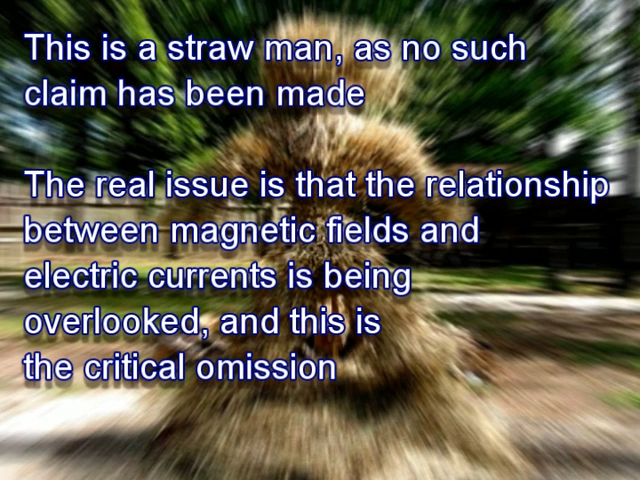 This is a straw man, as no such
claim has been made
The real issue is that the relationship
between magnetic fields and
electric currents is being
overlooked, and this is
the critical omission